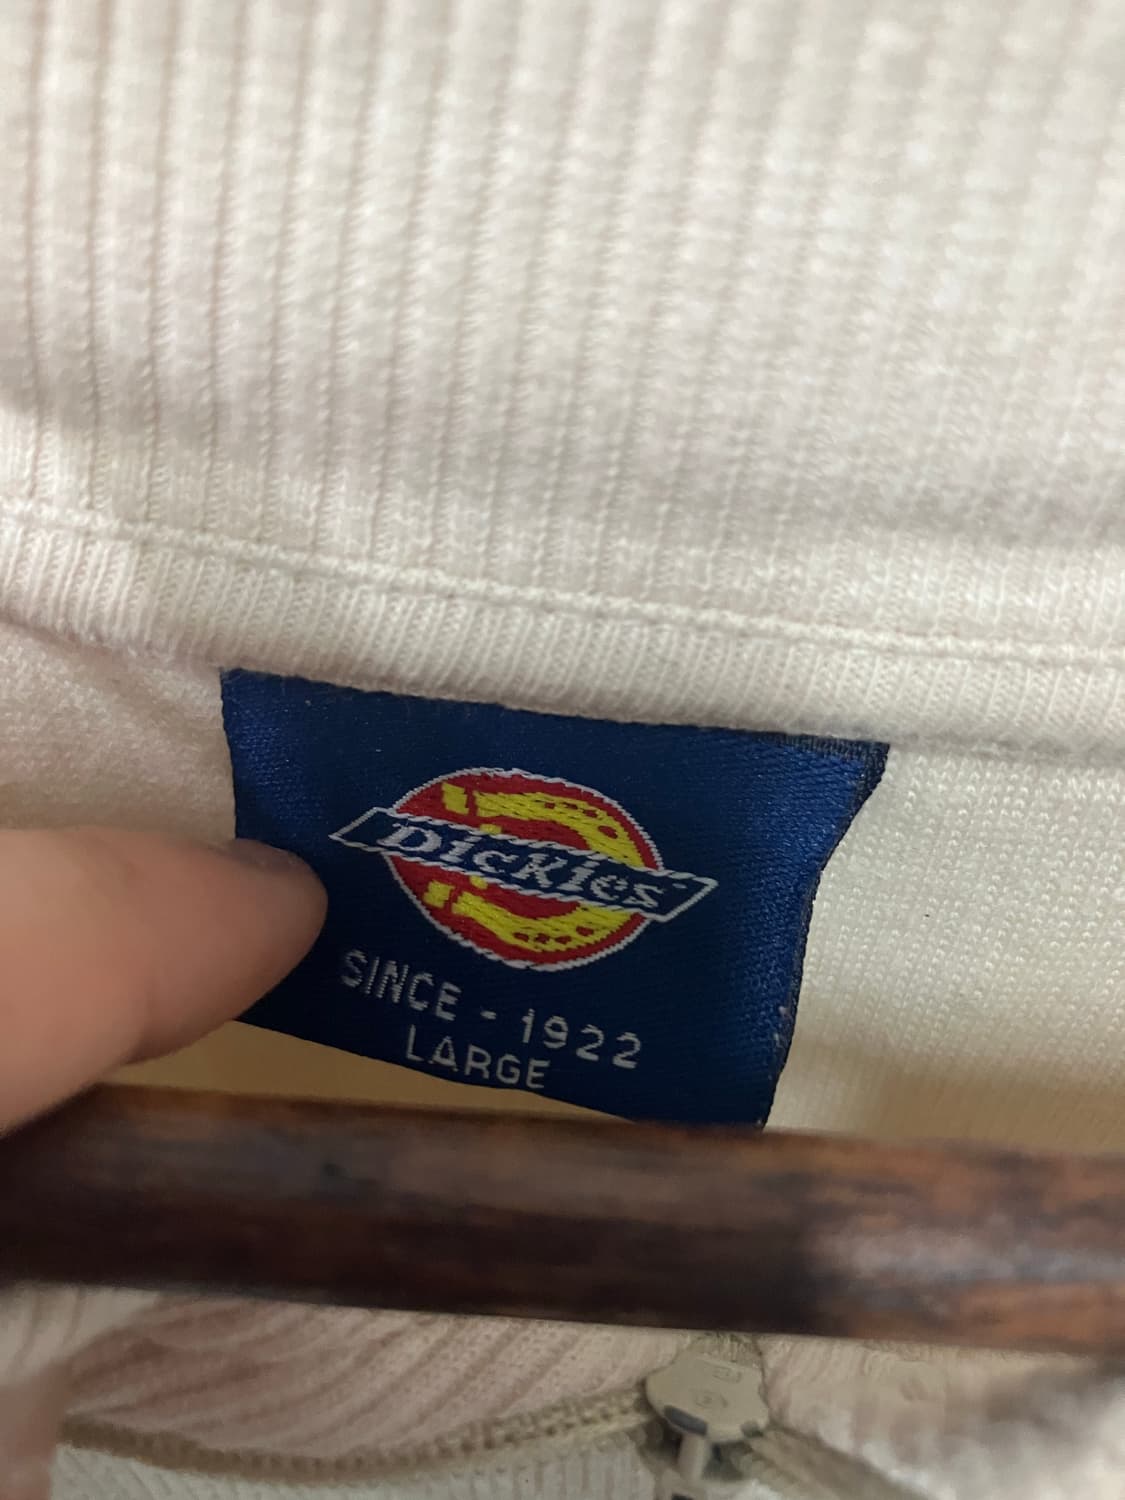 Dickies
SINCE - 1922
LARGE